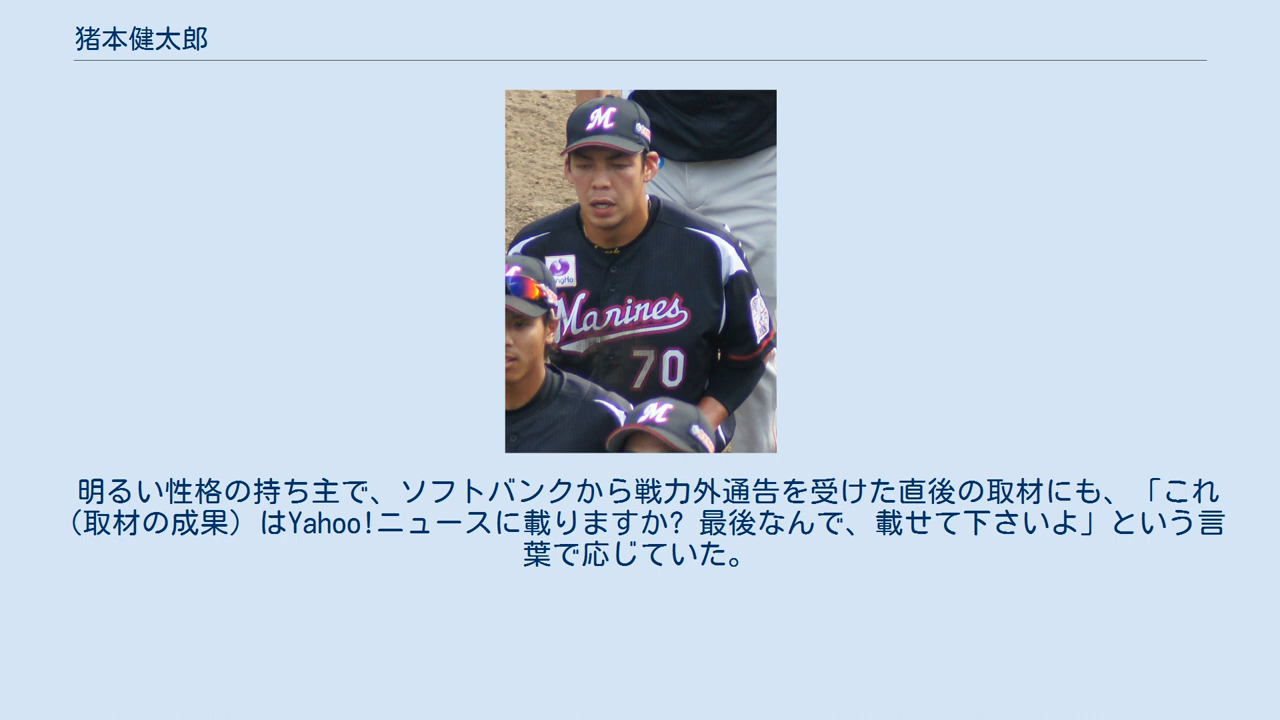 猪本健太郎
M
M
ngHo
Marines
70
M
明るい性格の持ち主で、ソフトバンクから戦力外通告を受けた直後の取材にも、「これ
（取材の成果）はYahoo!ニュースに載りますか? 最後なんで、載せて下さいよ」という言
葉で応じていた。